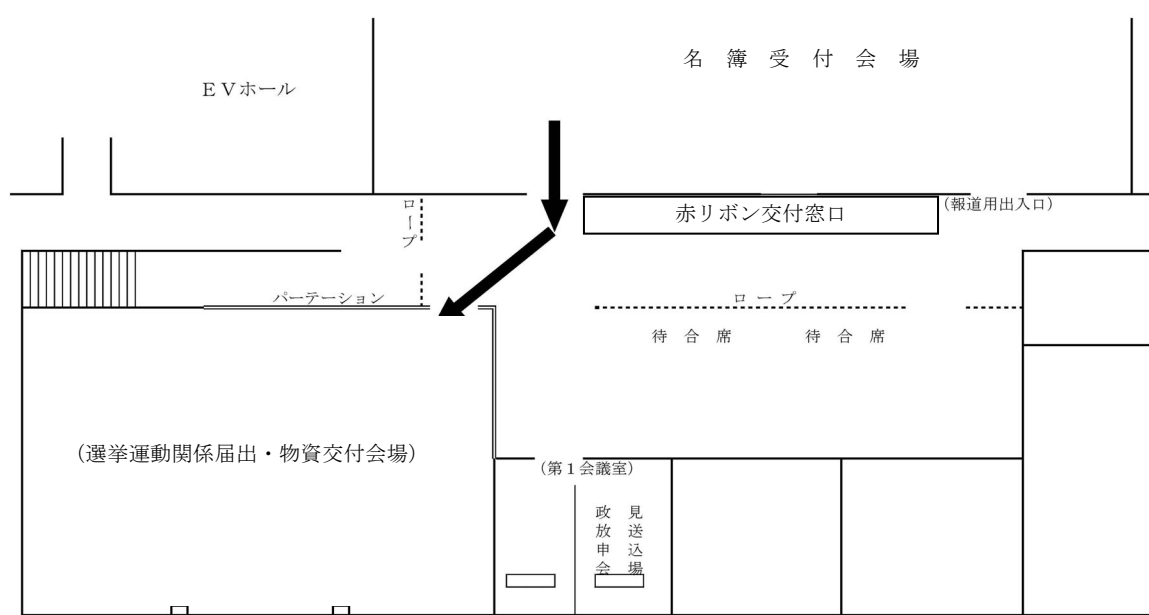 名　簿　受　付　会　場
ＥＶホール
ロープ
赤リボン交付窓口
（報道用出入口）
パーテーション
ロ　ー　プ
待　合　席
待　合　席
（選挙運動関係届出・物資交付会場）
（第１会議室）
政　見
放　送
申　込
会　場